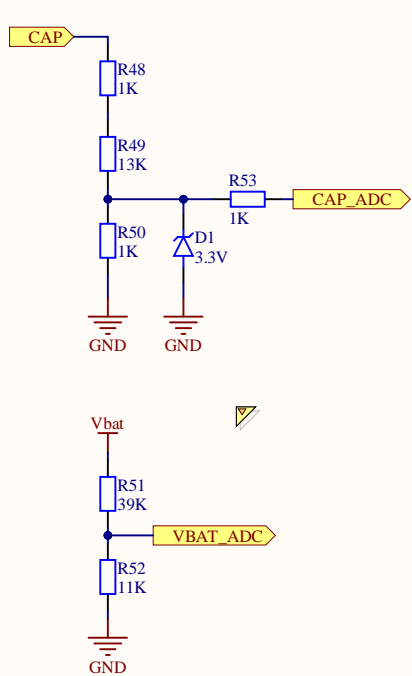 CAP
R48
1K
R49
13K
R53
CAP_ADC
1K
R50
1K
D1
3.3V
GND
GND
Vbat
R51
39K
VBAT_ADC
R52
11K
GND